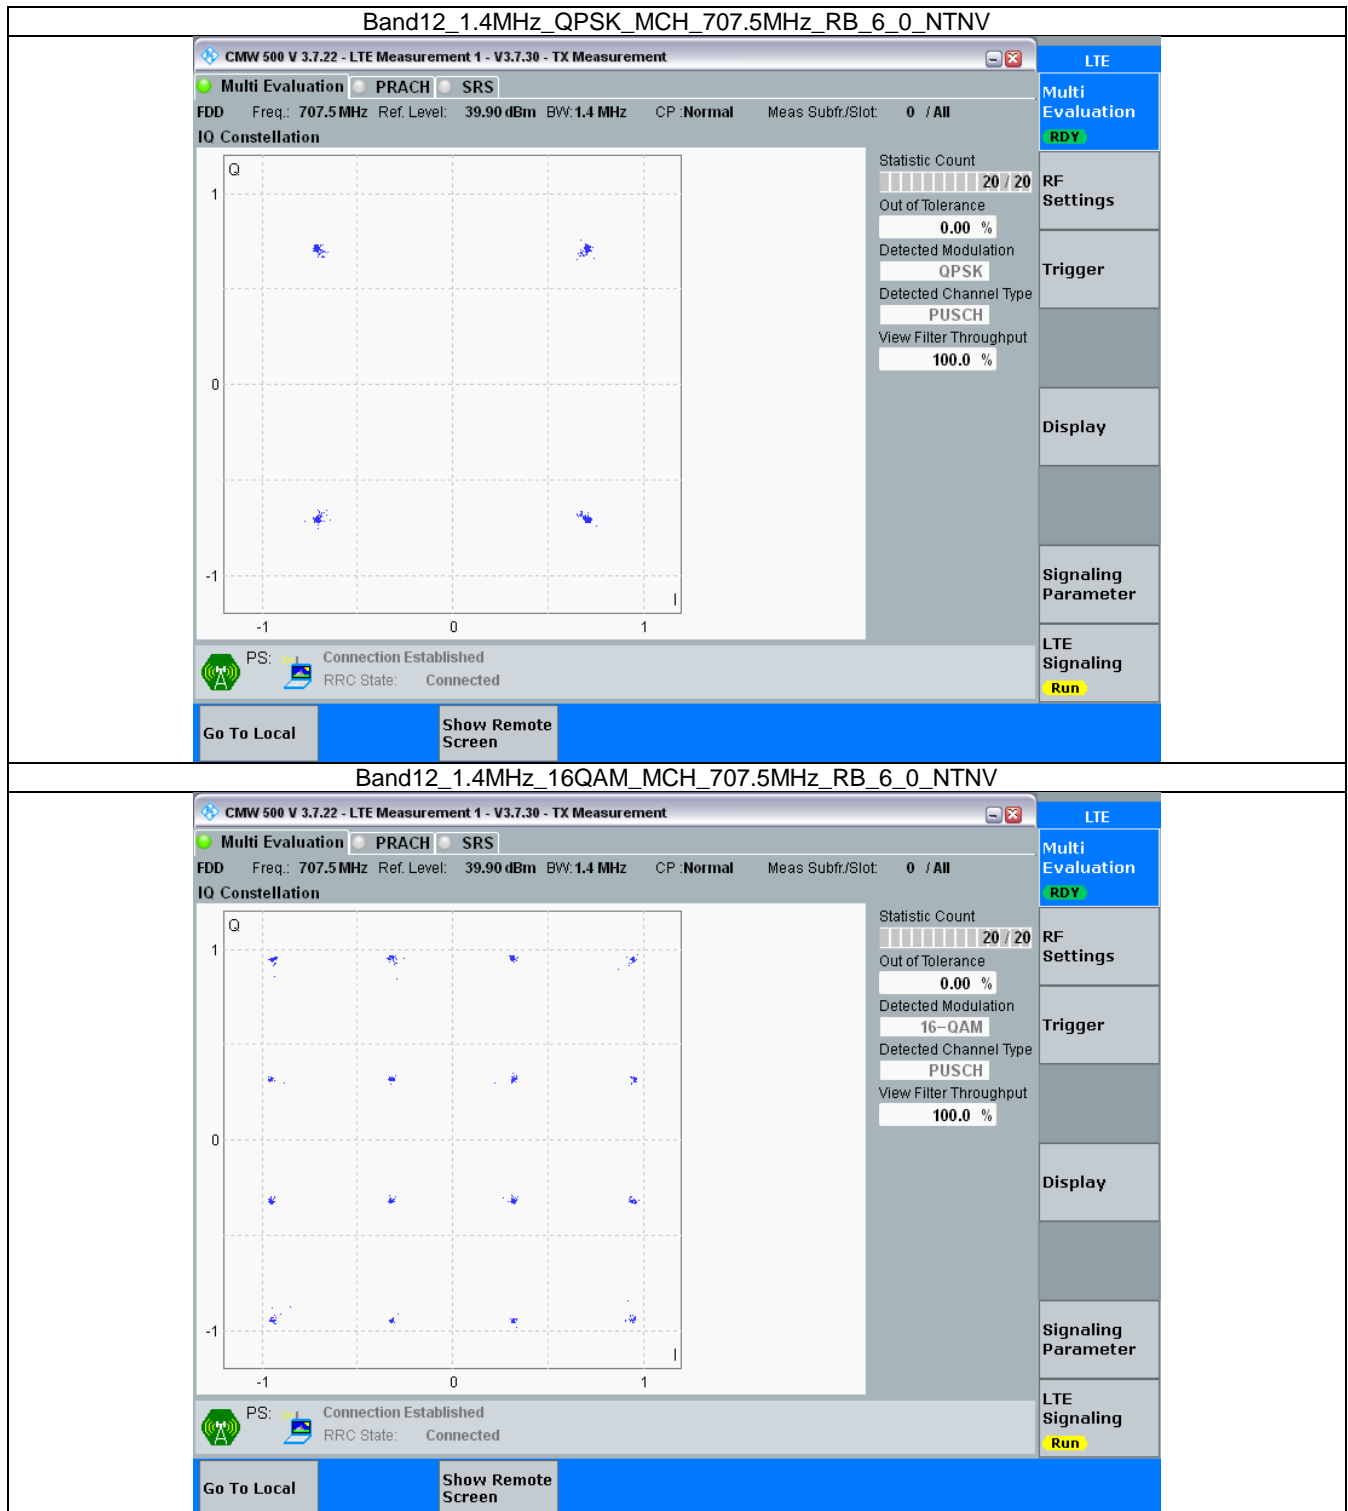 Band12_1.4MHz_QPSK_MCH_707.5MHz_RB_6_0_NTNV
CMW 500 V 3.7.22 - LTE Measurement 1 - V3.7.30 - TX Measurement
LTE
Multi Evaluation PRACH SRS
Multi
Evaluation
RDY
FDD Freq.: 707.5 MHz Ref. Level: 39.90 dBm BW: 1.4 MHz CP :Normal Meas Subfr./Slot: 0 / All
IQ Constellation
Q
1
0
-1
I
-1 0 1
Statistic Count
20 / 20
Out of Tolerance
0.00 %
Detected Modulation
QPSK
Detected Channel Type
PUSCH
View Filter Throughput
100.0 %
RF
Settings
Trigger
Display
Signaling
Parameter
LTE
Signaling
Run
PS: Connection Established
RRC State: Connected
Go To Local
Show Remote
Screen
Band12_1.4MHz_16QAM_MCH_707.5MHz_RB_6_0_NTNV
CMW 500 V 3.7.22 - LTE Measurement 1 - V3.7.30 - TX Measurement
LTE
Multi Evaluation PRACH SRS
Multi
Evaluation
RDY
FDD Freq.: 707.5 MHz Ref. Level: 39.90 dBm BW: 1.4 MHz CP :Normal Meas Subfr./Slot: 0 / All
IQ Constellation
Q
1
0
-1
I
-1 0 1
Statistic Count
20 / 20
Out of Tolerance
0.00 %
Detected Modulation
16-QAM
Detected Channel Type
PUSCH
View Filter Throughput
100.0 %
RF
Settings
Trigger
Display
Signaling
Parameter
LTE
Signaling
Run
PS: Connection Established
RRC State: Connected
Go To Local
Show Remote
Screen